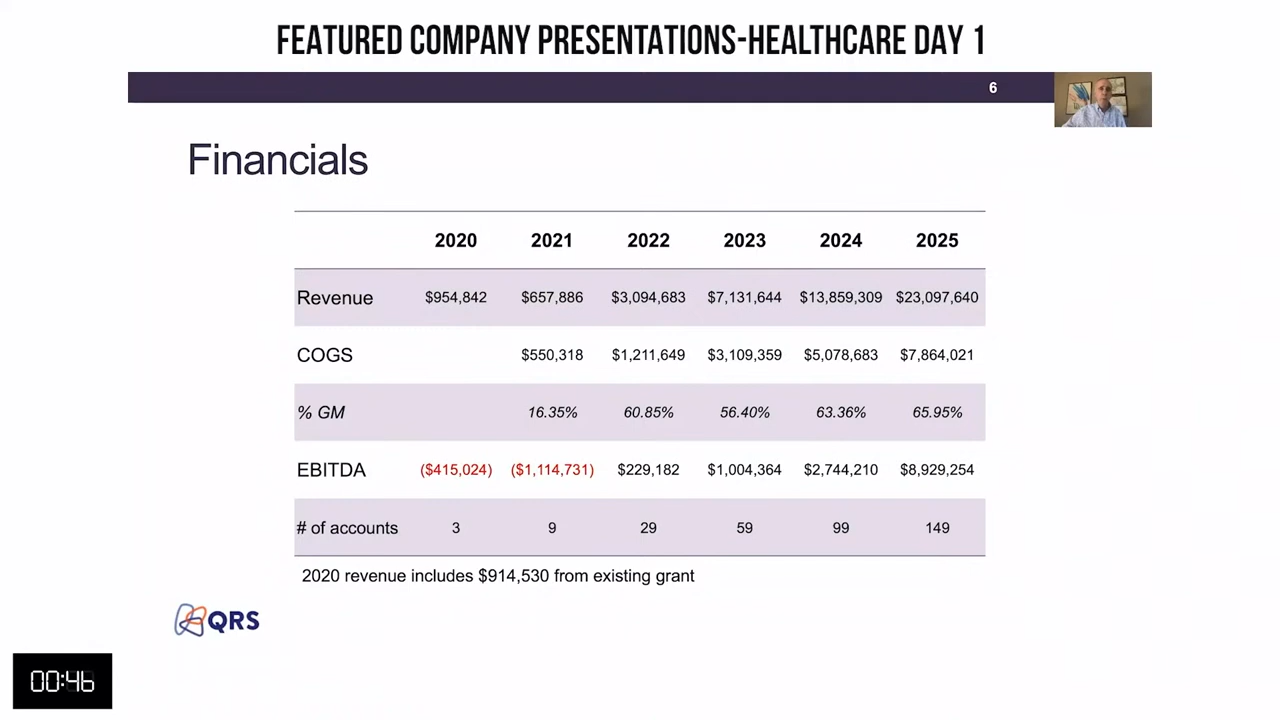 FEATURED COMPANY PRESENTATIONS-HEALTHCARE DAY 1
6
Financials
2020 2021 2022 2023 2024 2025
Revenue $954,842 $657,886 $3,094,683 $7,131,644 $13,859,309 $23,097,640
COGS $550,318 $1,211,649 $3,109,359 $5,078,683 $7,864,021
% GM 16.35% 60.85% 56.40% 63.36% 65.95%
EBITDA ($415,024) ($1,114,731) $229,182 $1,004,364 $2,744,210 $8,929,254
# of accounts 3 9 29 59 99 149
2020 revenue includes $914,530 from existing grant
QRS
00:46